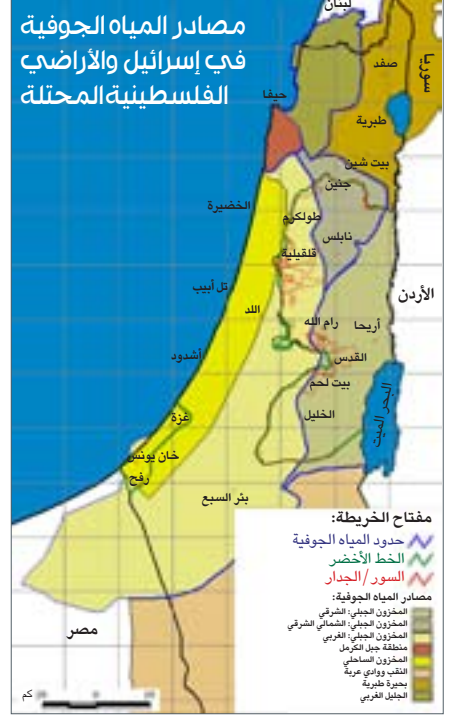 مصادر المياه الجوفية
في إسرائيل والأراضي
الفلسطينية المحتلة
لبنان
سوريا
صفد
حيفا
طبرية
بيت شين
جنين
الخضيرة
طولكرم
نابلس
قلقيلية
تل أبيب
الأردن
اللد
رام الله
أريحا
أشدود
القدس
بيت لحم
البحر الميت
الخليل
غزة
خان يونس
رفح
بئر السبع
مصر
مفتاح الخريطة:
حدود المياه الجوفية
الخط الأخضر
السور/الجدار
مصادر المياه الجوفية:
المخزون الجبلي: الشرقي
المخزون الجبلي: الشمالي الشرقي
المخزون الجبلي: الغربي
منطقة جبل الكرمل
المخزون الساحلي
النقب ووادي عربة
بحيرة طبرية
الجليل الغربي
كم